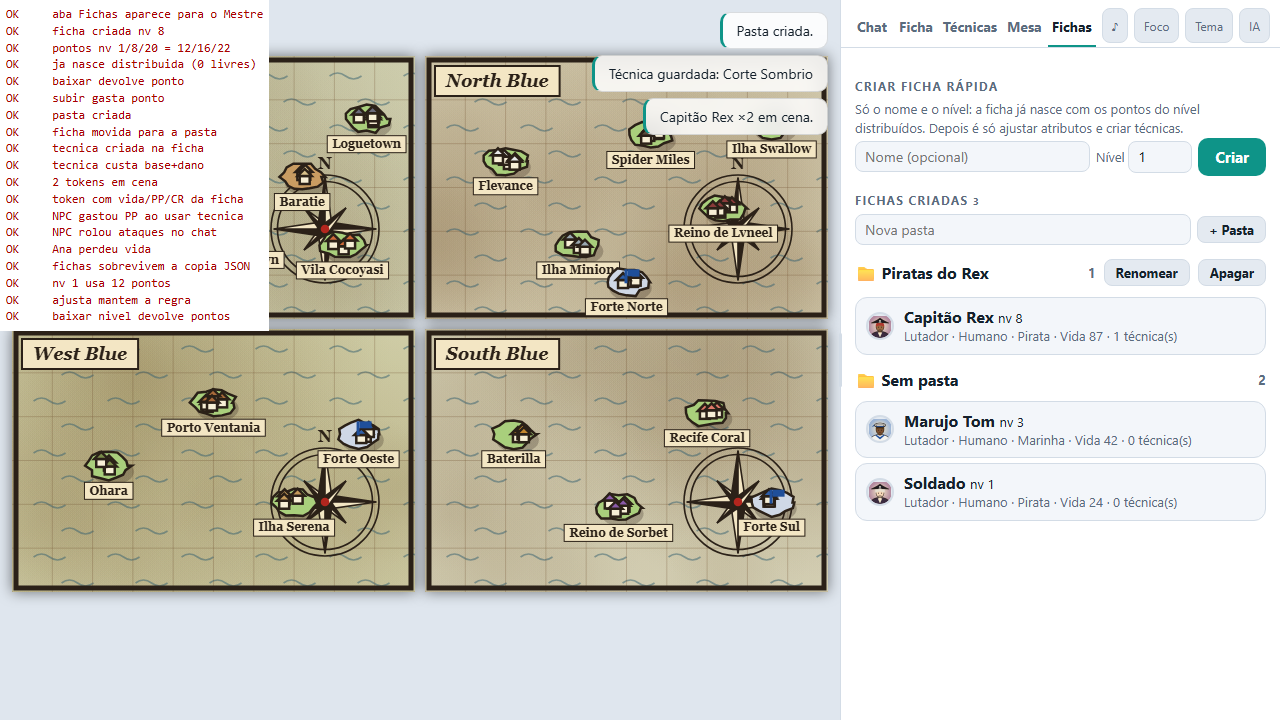 OK aba Fichas aparece para o Mestre
OK ficha criada nv 8
OK pontos nv 1/8/20 = 12/16/22
OK ja nasce distribuida (0 livres)
OK baixar devolve ponto
OK subir gasta ponto
OK pasta criada
OK ficha movida para a pasta
OK tecnica criada na ficha
OK tecnica custa base+dano
OK 2 tokens em cena
OK token com vida/PP/CR da ficha
OK NPC gastou PP ao usar tecnica
OK NPC rolou ataques no chat
OK Ana perdeu vida
OK fichas sobrevivem a copia JSON
OK nv 1 usa 12 pontos
OK ajusta mantem a regra
OK baixar nivel devolve pontos
Loguetown
N
Baratie
Vila Cocoyasi
wn
North Blue
Spider Miles
Ilha Swallow
Flevance
N
Reino de Lvneel
Ilha Minion
Forte Norte
West Blue
Porto Ventania
N
Forte Oeste
Ohara
Ilha Serena
South Blue
Recife Coral
Baterilla
Reino de Sorbet
Forte Sul
Pasta criada.
Técnica guardada: Corte Sombrio
Capitão Rex ×2 em cena.
Chat Ficha Técnicas Mesa Fichas ♪ Foco Tema IA
CRIAR FICHA RÁPIDA
Só o nome e o nível: a ficha já nasce com os pontos do nível
distribuídos. Depois é só ajustar atributos e criar técnicas.
Nome (opcional) Nível 1 Criar
FICHAS CRIADAS 3
Nova pasta + Pasta
Piratas do Rex 1 Renomear Apagar
Capitão Rex nv 8
Lutador · Humano · Pirata · Vida 87 · 1 técnica(s)
Sem pasta 2
Marujo Tom nv 3
Lutador · Humano · Marinha · Vida 42 · 0 técnica(s)
Soldado nv 1
Lutador · Humano · Pirata · Vida 24 · 0 técnica(s)